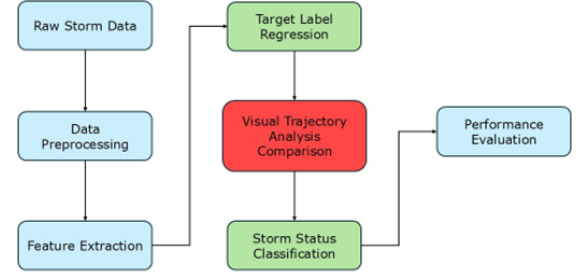 Raw Storm Data
Data
Preprocessing
Feature Extraction
Target Label
Regression
Visual Trajectory
Analysis
Comparison
Storm Status
Classification
Performance
Evaluation